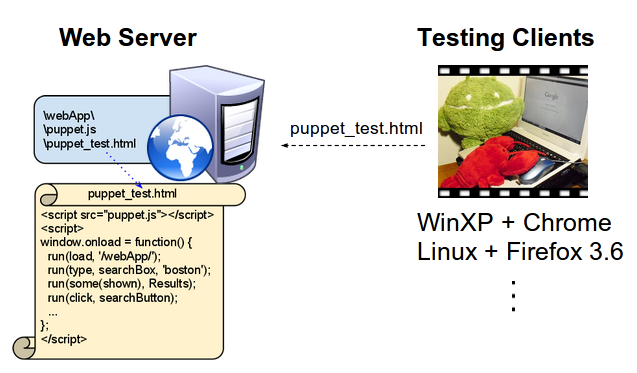 Web Server
Testing Clients
\webApp\
\puppet.js
\puppet_test.html
puppet_test.html
puppet_test.html
<script src="puppet.js"></script>
<script>
window.onload = function() {
run(load, '/webApp/');
run(type, searchBox, 'boston');
run(some(shown), Results);
run(click, searchButton);
...
};
</script>
Google
WinXP + Chrome
Linux + Firefox 3.6